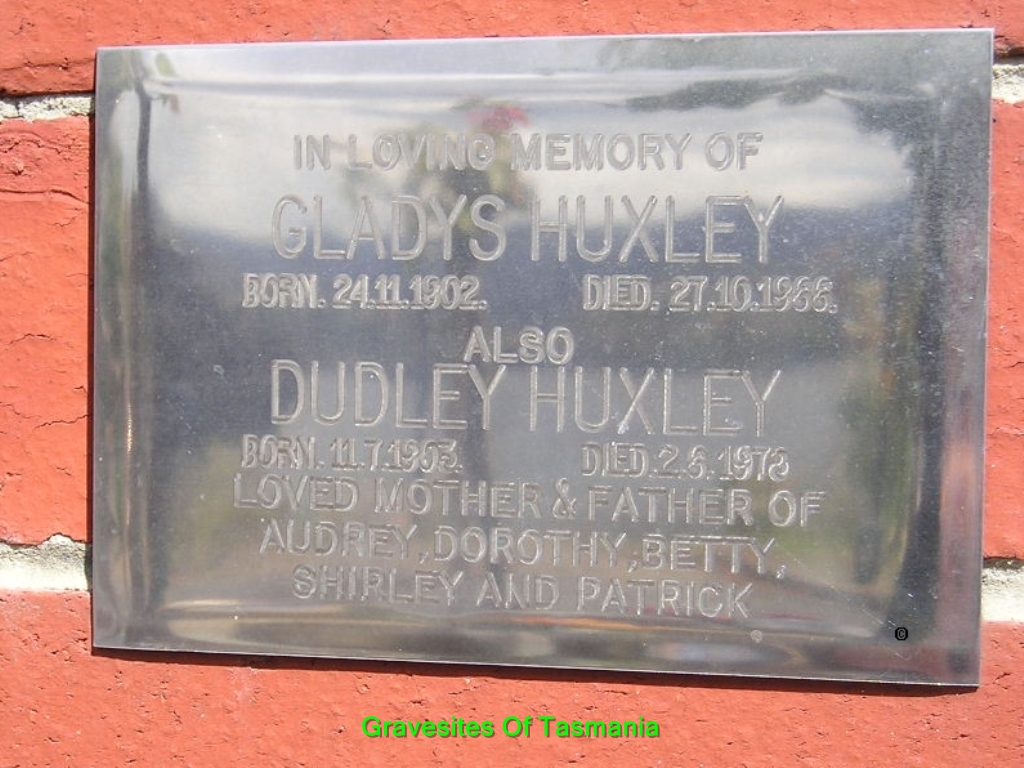 IN LOVING MEMORY OF
GLADYS HUXLEY
BORN. 24.11.1902. DIED. 27.10.1966.
ALSO
DUDLEY HUXLEY
BORN. 11.7.1903. DIED. 2.6.1978
LOVED MOTHER & FATHER OF
AUDREY, DOROTHY, BETTY,
SHIRLEY AND PATRICK
©
Gravesites Of Tasmania